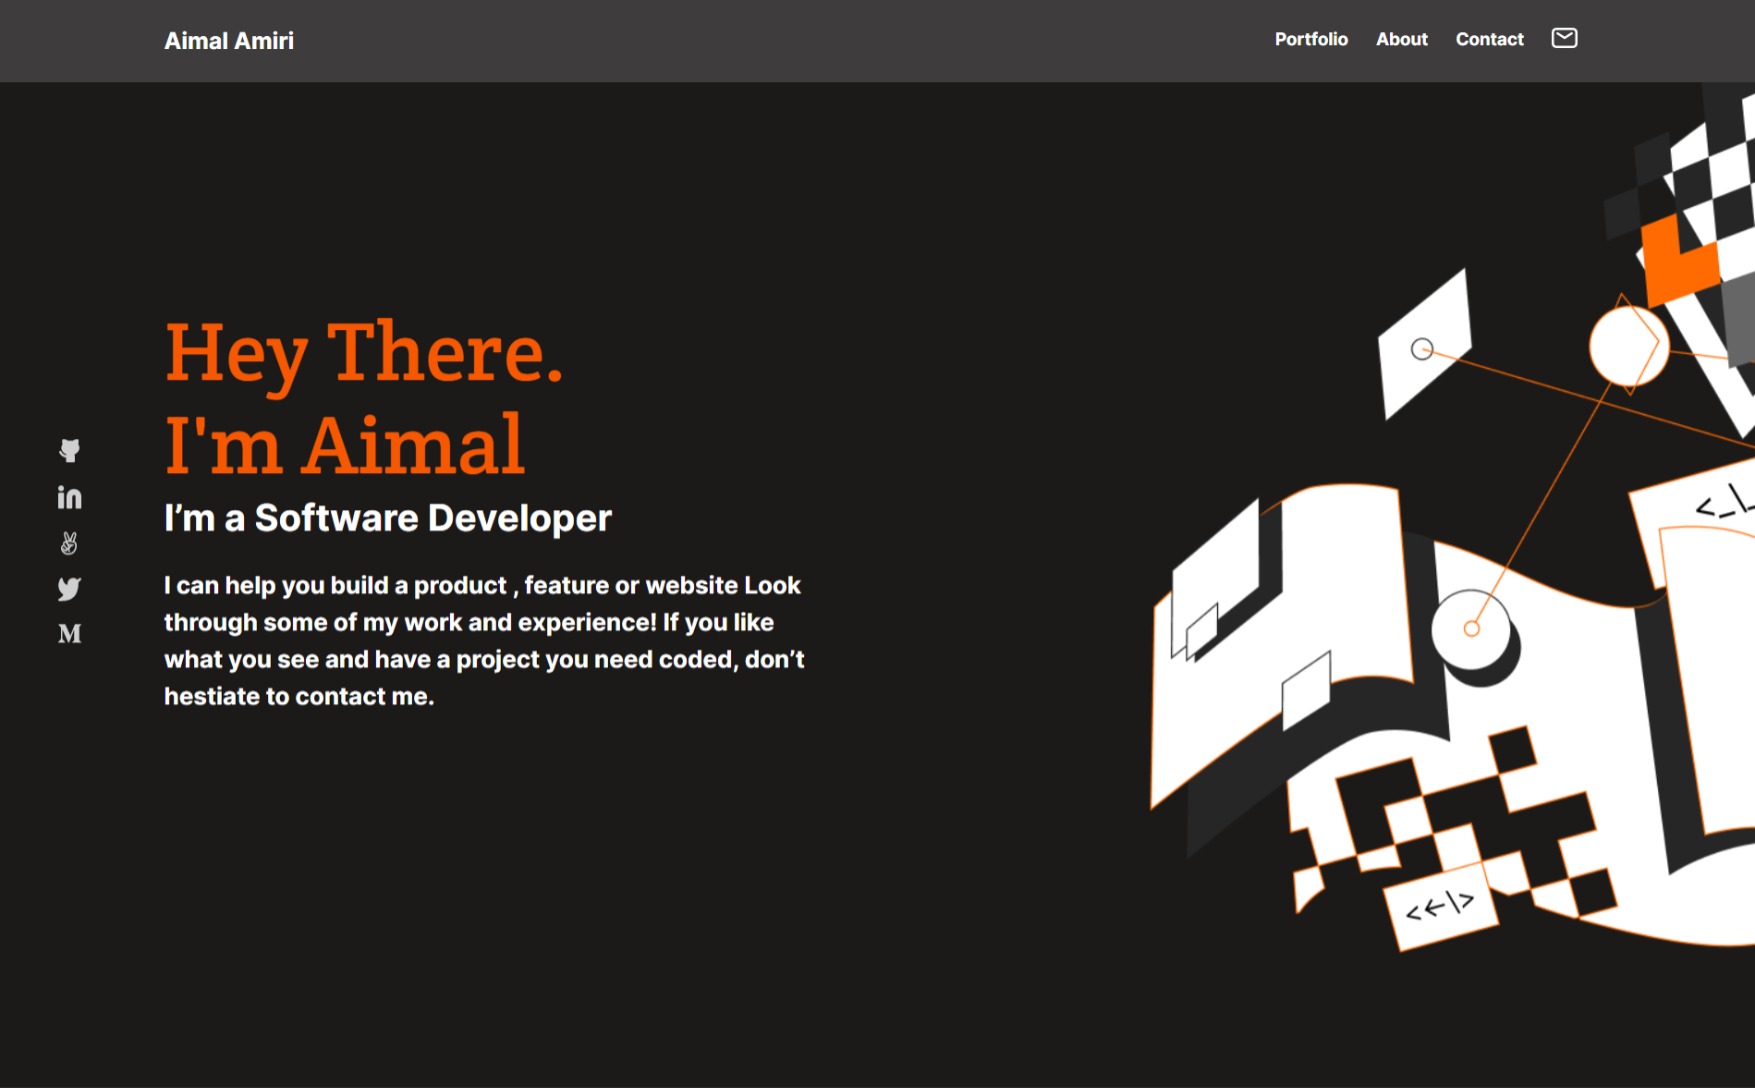 Aimal Amiri
Portfolio About Contact
Hey There.
I'm Aimal
I’m a Software Developer
I can help you build a product , feature or website Look
through some of my work and experience! If you like
what you see and have a project you need coded, don’t
hestiate to contact me.
<_\
<←\>